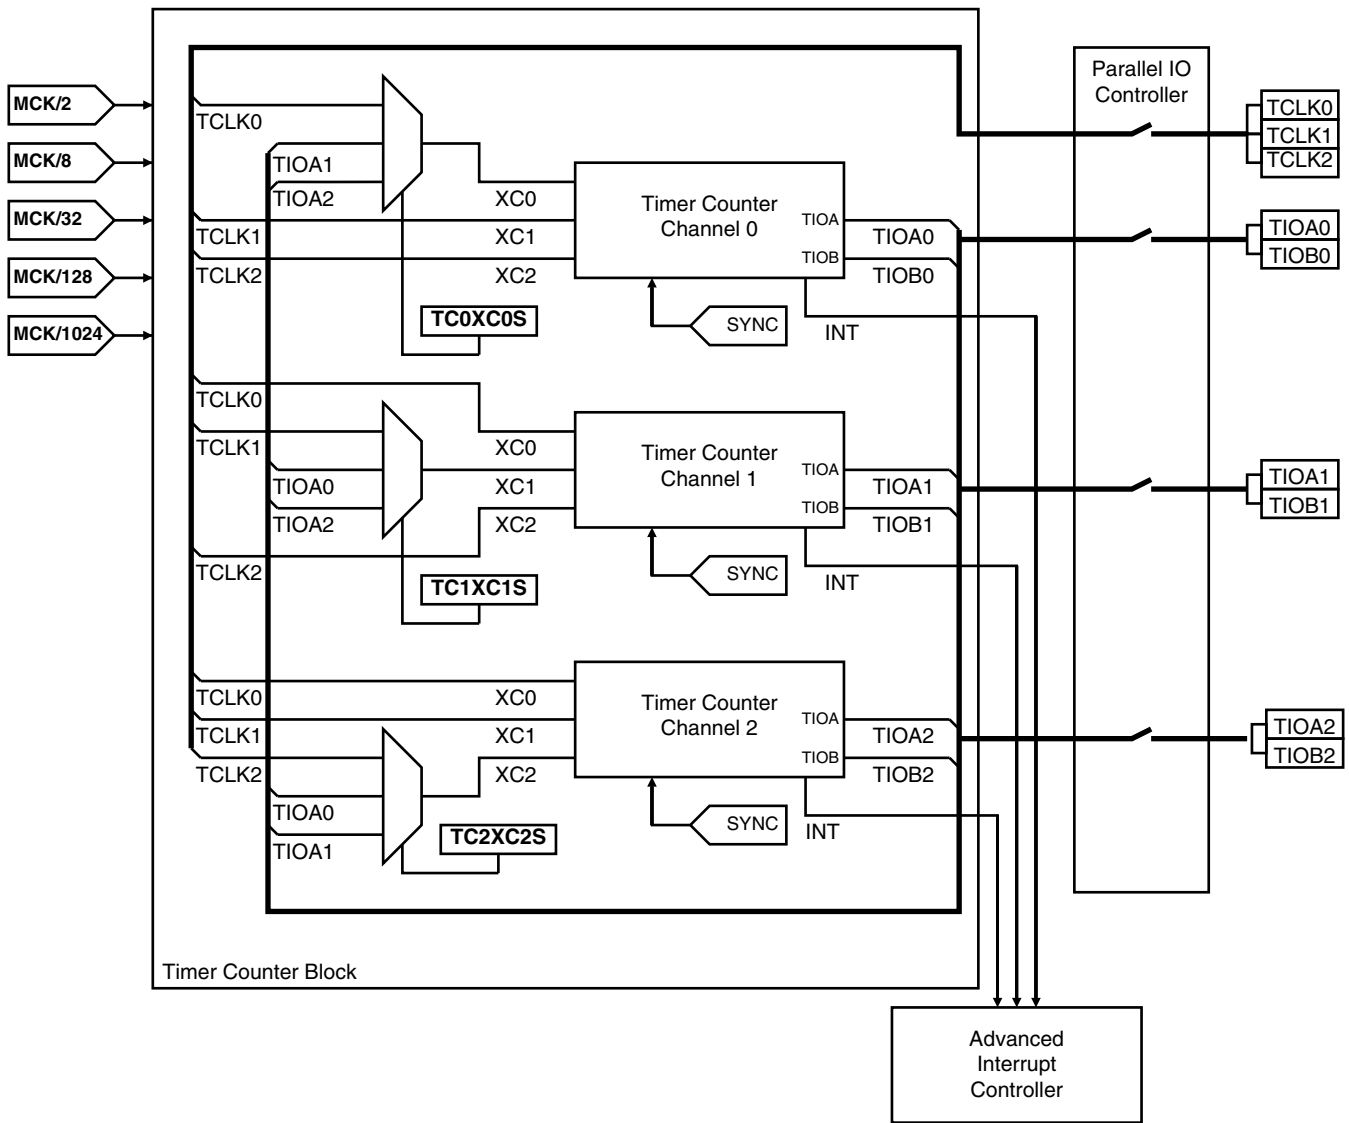 MCK/2
MCK/8
MCK/32
MCK/128
MCK/1024
TCLK0
TIOA1
TIOA2
TCLK1
TCLK2
XC0
XC1
XC2
Timer Counter
Channel 0
TIOA
TIOB
TIOA0
TIOB0
TC0XC0S
SYNC
INT
TCLK0
TCLK1
TIOA0
TIOA2
TCLK2
XC0
XC1
XC2
Timer Counter
Channel 1
TIOA
TIOB
TIOA1
TIOB1
TC1XC1S
SYNC
INT
TCLK0
TCLK1
TCLK2
TIOA0
TIOA1
XC0
XC1
XC2
Timer Counter
Channel 2
TIOA
TIOB
TIOA2
TIOB2
TC2XC2S
SYNC
INT
Timer Counter Block
Parallel IO
Controller
TCLK0
TCLK1
TCLK2
TIOA0
TIOB0
TIOA1
TIOB1
TIOA2
TIOB2
Advanced
Interrupt
Controller